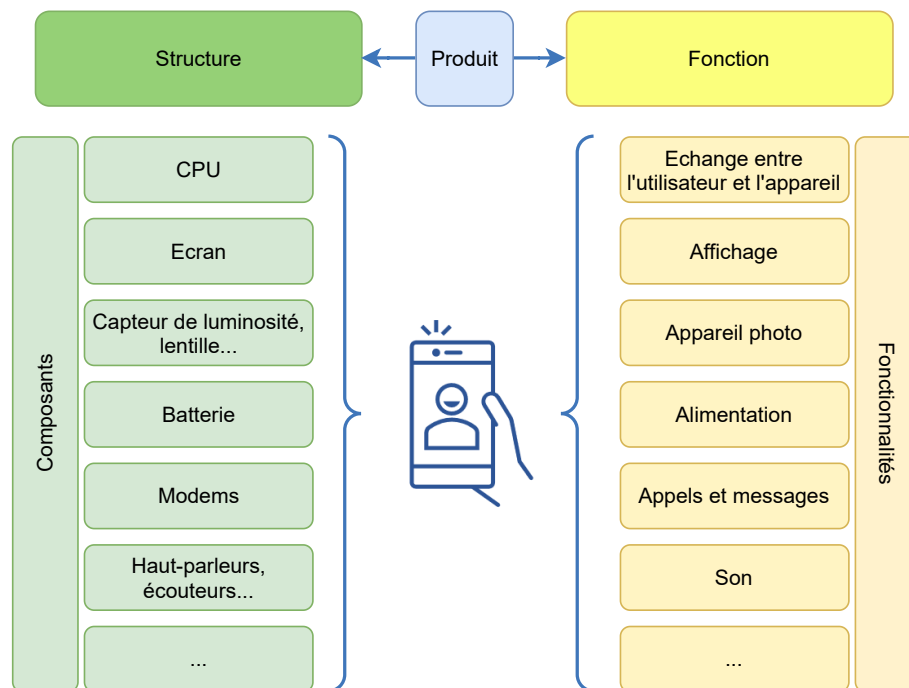 Structure
Produit
Fonction
Composants
CPU
Ecran
Capteur de luminosité,
lentille...
Batterie
Modems
Haut-parleurs,
écouteurs...
...
Echange entre
l'utilisateur et l'appareil
Affichage
Appareil photo
Alimentation
Appels et messages
Son
...
Fonctionnalités